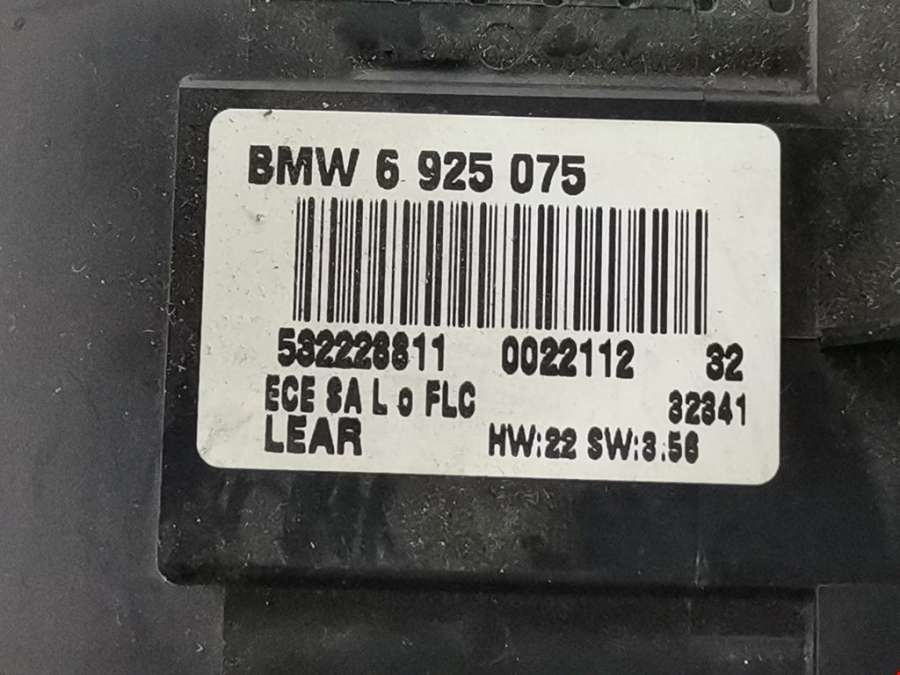 BMW 6 925 075
532228811 0022112 32
ECE SA L o FLC 32341
LEAR HW:22 SW:3.56